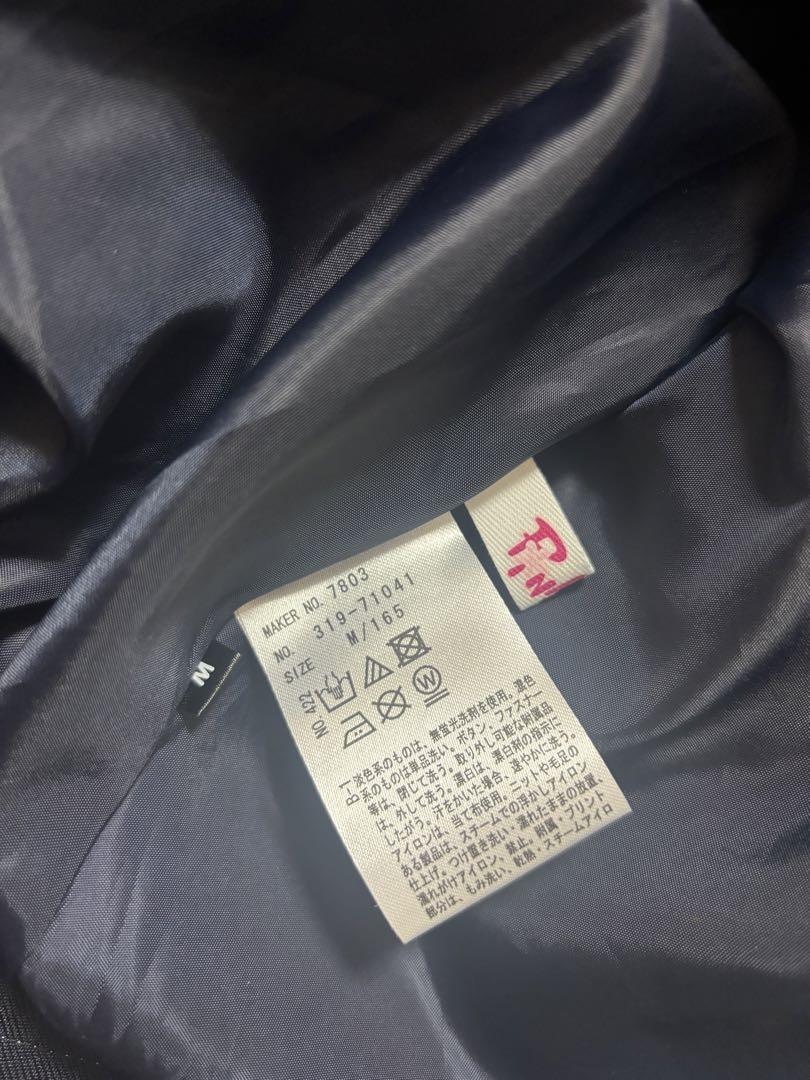 MAKER NO. 7803
NO. 319-71041
SIZE M/165
NO 422
W
BT 淡色系のものは、無蛍光洗剤を使用。濃色
系のものは単品洗い。ボタン、ファスナー
等は、閉じて洗う。取り外し可能な附属品
は、外して洗う。漂白は、漂白剤の指示に
したがう。汗をかいた場合、速やかに洗う。
アイロンは、当て布使用。ニットや毛足の
ある製品は、スチームでの浮かしアイロン
仕上げ。つけ置き洗い・濡れたままの放置、
濡れがけアイロン、禁止。附属・プリント
部分は、もみ洗い、乾熱・スチームアイロ
M